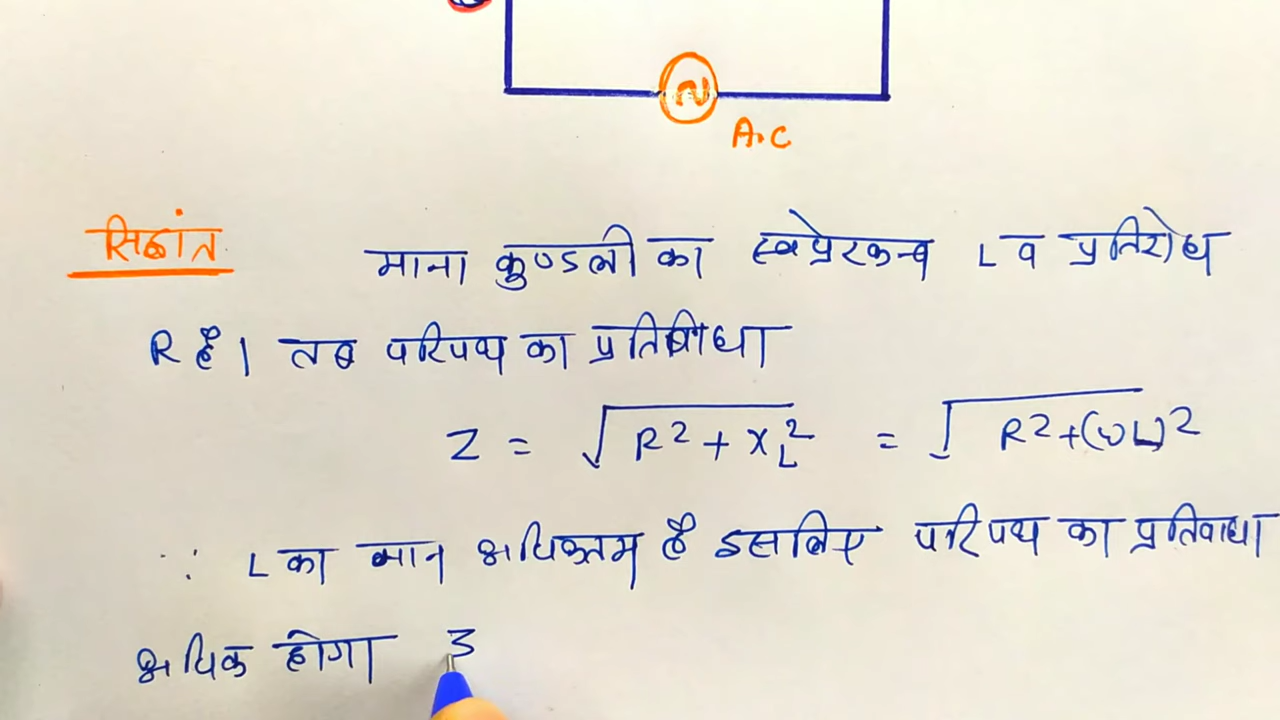 A.C
सिद्धांत माना कुण्डली का स्वप्रेरकत्व L व प्रतिरोध
R है। तब परिपथ का प्रतिबाधा
Z = √R² + X_L² = √R²+(ωL)²
∵ L का मान अधिकतम है इसलिए परिपथ का प्रतिवाधा
अधिक होगा